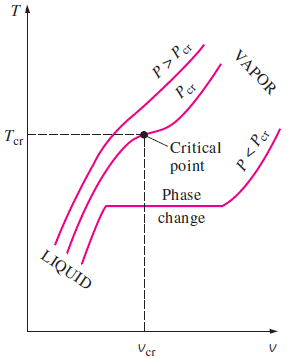 T
P > Pcr
Pcr
VAPOR
Tcr
Critical
point
P < Pcr
Phase
change
LIQUID
vcr
v